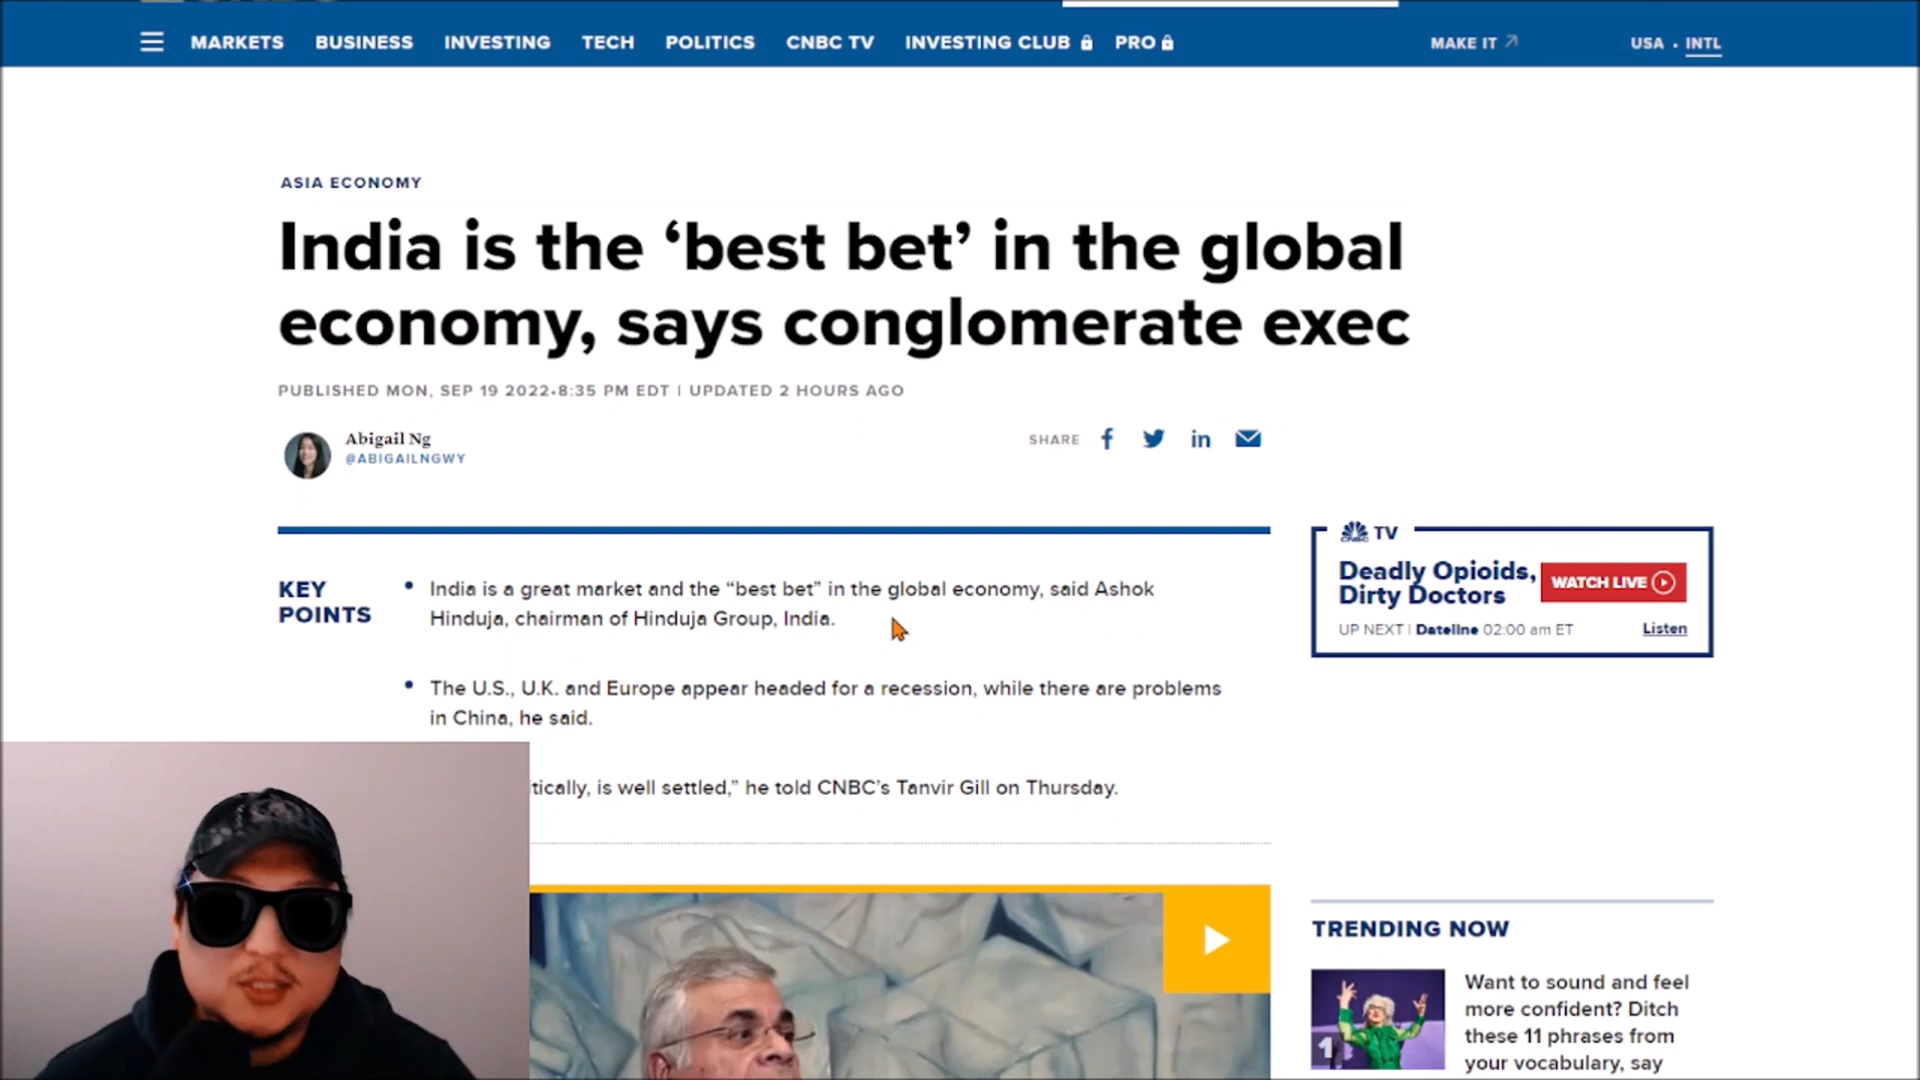 MARKETS BUSINESS INVESTING TECH POLITICS CNBC TV INVESTING CLUB PRO MAKE IT USA • INTL
ASIA ECONOMY
India is the ‘best bet’ in the global
economy, says conglomerate exec
PUBLISHED MON, SEP 19 2022•8:35 PM EDT | UPDATED 2 HOURS AGO
Abigail Ng
@ABIGAILNGWY
SHARE
KEY
POINTS
• India is a great market and the “best bet” in the global economy, said Ashok
Hinduja, chairman of Hinduja Group, India.
• The U.S., U.K. and Europe appear headed for a recession, while there are problems
in China, he said.
itically, is well settled,” he told CNBC’s Tanvir Gill on Thursday.
CNBC TV
Deadly Opioids,
Dirty Doctors
WATCH LIVE
UP NEXT | Dateline 02:00 am ET
Listen
TRENDING NOW
1
Want to sound and feel
more confident? Ditch
these 11 phrases from
your vocabulary, say